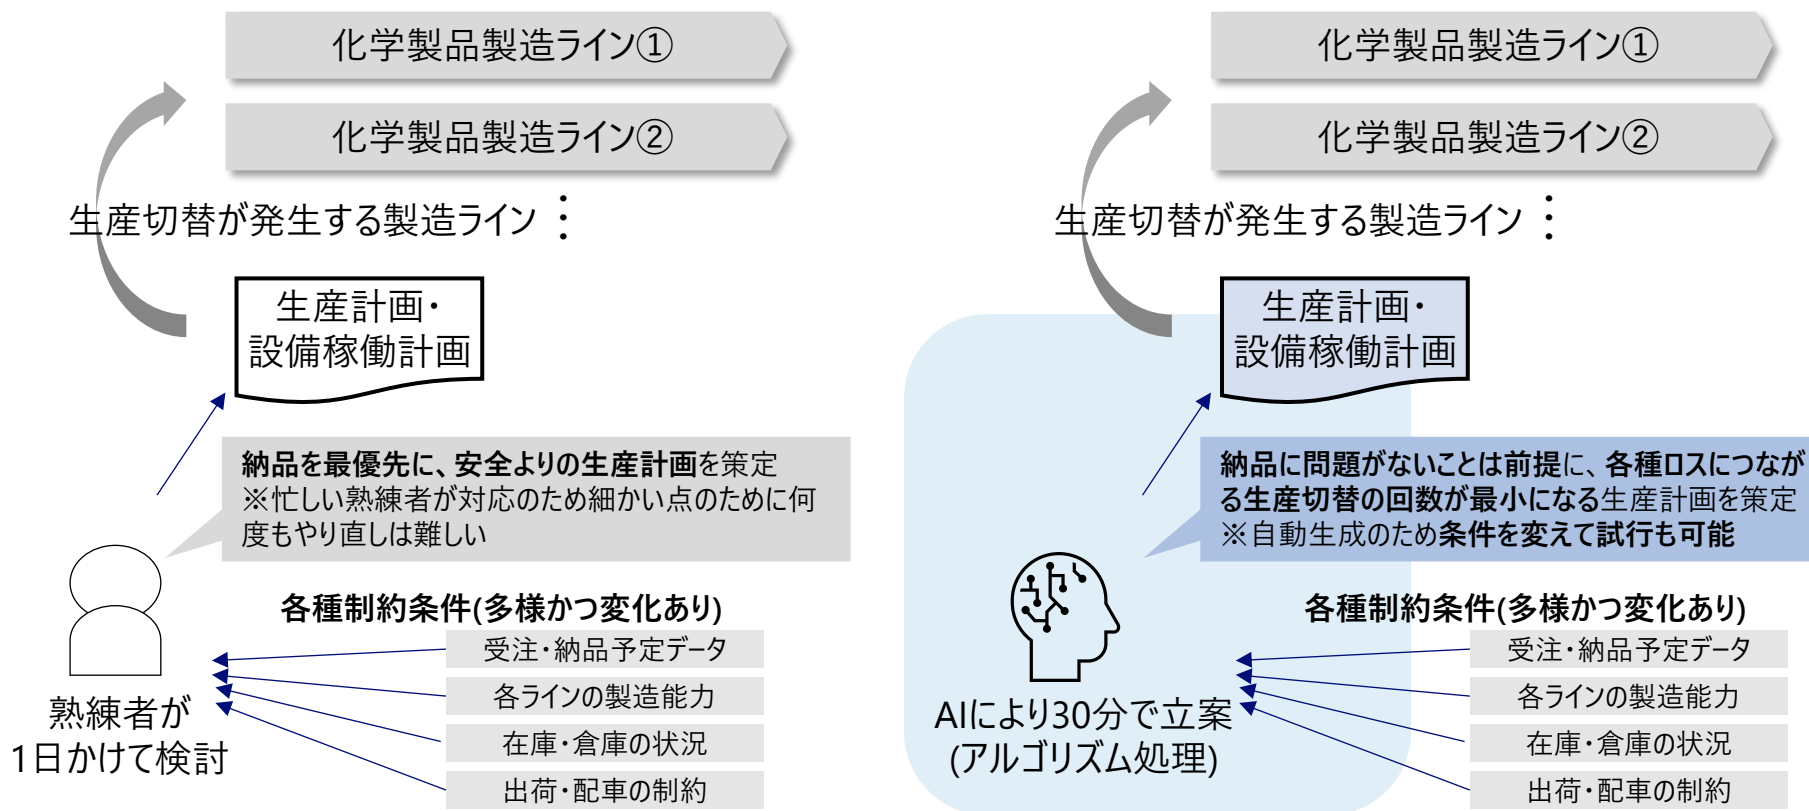 化学製品製造ライン①
化学製品製造ライン②
生産切替が発生する製造ライン
生産計画・
設備稼働計画
納品を最優先に、安全よりの生産計画を策定
※忙しい熟練者が対応のため細かい点のために何
度もやり直しは難しい
各種制約条件(多様かつ変化あり)
受注・納品予定データ
各ラインの製造能力
在庫・倉庫の状況
出荷・配車の制約
熟練者が
1日かけて検討
化学製品製造ライン①
化学製品製造ライン②
生産切替が発生する製造ライン
生産計画・
設備稼働計画
納品に問題がないことは前提に、各種ロスにつなが
る生産切替の回数が最小になる生産計画を策定
※自動生成のため条件を変えて試行も可能
各種制約条件(多様かつ変化あり)
受注・納品予定データ
各ラインの製造能力
在庫・倉庫の状況
出荷・配車の制約
AIにより30分で立案
(アルゴリズム処理)